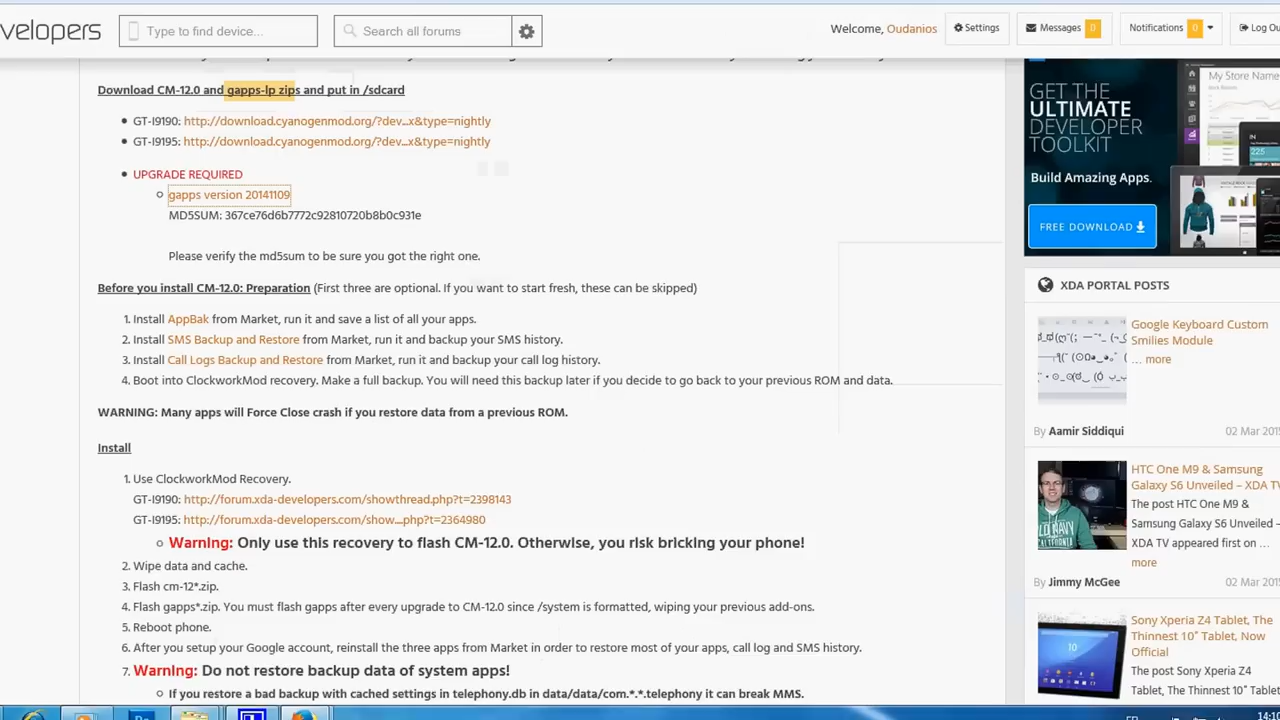 velopers
Type to find device...
Search all forums
Welcome, Oudanios
Settings
Messages 0
Notifications 0
Log Ou
Download CM-12.0 and gapps-lp zips and put in /sdcard
GT-I9190: http://download.cyanogenmod.org/?dev...x&type=nightly
GT-I9195: http://download.cyanogenmod.org/?dev...x&type=nightly
UPGRADE REQUIRED
gapps version 20141109
MD5SUM: 367ce76d6b7772c92810720b8b0c931e
Please verify the md5sum to be sure you got the right one.
Before you install CM-12.0: Preparation (First three are optional. If you want to start fresh, these can be skipped)
1. Install AppBak from Market, run it and save a list of all your apps.
2. Install SMS Backup and Restore from Market, run it and backup your SMS history.
3. Install Call Logs Backup and Restore from Market, run it and backup your call log history.
4. Boot into ClockworkMod recovery. Make a full backup. You will need this backup later if you decide to go back to your previous ROM and data.
WARNING: Many apps will Force Close crash if you restore data from a previous ROM.
Install
1. Use ClockworkMod Recovery.
GT-I9190: http://forum.xda-developers.com/showthread.php?t=2398143
GT-I9195: http://forum.xda-developers.com/show....php?t=2364980
Warning: Only use this recovery to flash CM-12.0. Otherwise, you risk bricking your phone!
2. Wipe data and cache.
3. Flash cm-12*.zip.
4. Flash gapps*.zip. You must flash gapps after every upgrade to CM-12.0 since /system is formatted, wiping your previous add-ons.
5. Reboot phone.
6. After you setup your Google account, reinstall the three apps from Market in order to restore most of your apps, call log and SMS history.
7. Warning: Do not restore backup data of system apps!
If you restore a bad backup with cached settings in telephony.db in data/data/com.*.*.telephony it can break MMS.
GET THE
ULTIMATE
DEVELOPER
TOOLKIT
Build Amazing Apps.
FREE DOWNLOAD
My Store Name
XDA PORTAL POSTS
Google Keyboard Custom
Smilies Module
... more
By Aamir Siddiqui
02 Mar 2015
HTC One M9 & Samsung
Galaxy S6 Unveiled – XDA TV
The post HTC One M9 &
Samsung Galaxy S6 Unveiled –
XDA TV appeared first on ...
more
By Jimmy McGee
02 Mar 2015
Sony Xperia Z4 Tablet, The
Thinnest 10" Tablet, Now
Official
The post Sony Xperia Z4
Tablet, The Thinnest 10" Tablet,
FR
14:10